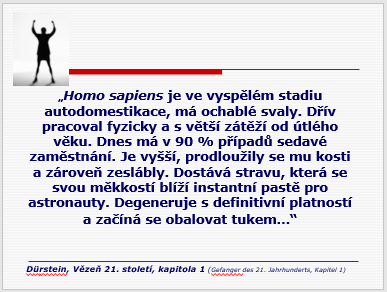 „Homo sapiens je ve vyspělém stadiu
autodomestikace, má ochablé svaly. Dřív
pracoval fyzicky a s větší zátěží od útlého
věku. Dnes má v 90 % případů sedavé
zaměstnání. Je vyšší, prodloužily se mu kosti
a zároveň zeslábly. Dostává stravu, která se
svou měkkostí blíží instantní pastě pro
astronauty. Degeneruje s definitivní platností
a začíná se obalovat tukem...“
Dürstein, Vězeň 21. století, kapitola 1 (Gefanger des 21. Jahrhunderts, Kapitel 1)